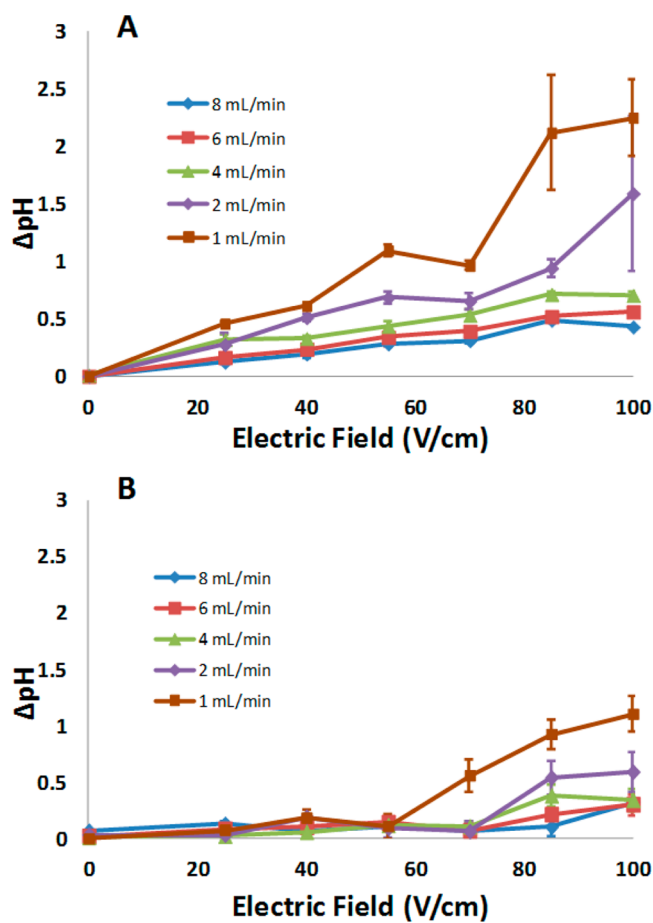 A
3
2.5
2
1.5
1
0.5
0
ΔpH
8 mL/min
6 mL/min
4 mL/min
2 mL/min
1 mL/min
0 20 40 60 80 100
Electric Field (V/cm)
B
3
2.5
2
1.5
1
0.5
0
ΔpH
8 mL/min
6 mL/min
4 mL/min
2 mL/min
1 mL/min
0 20 40 60 80 100
Electric Field (V/cm)